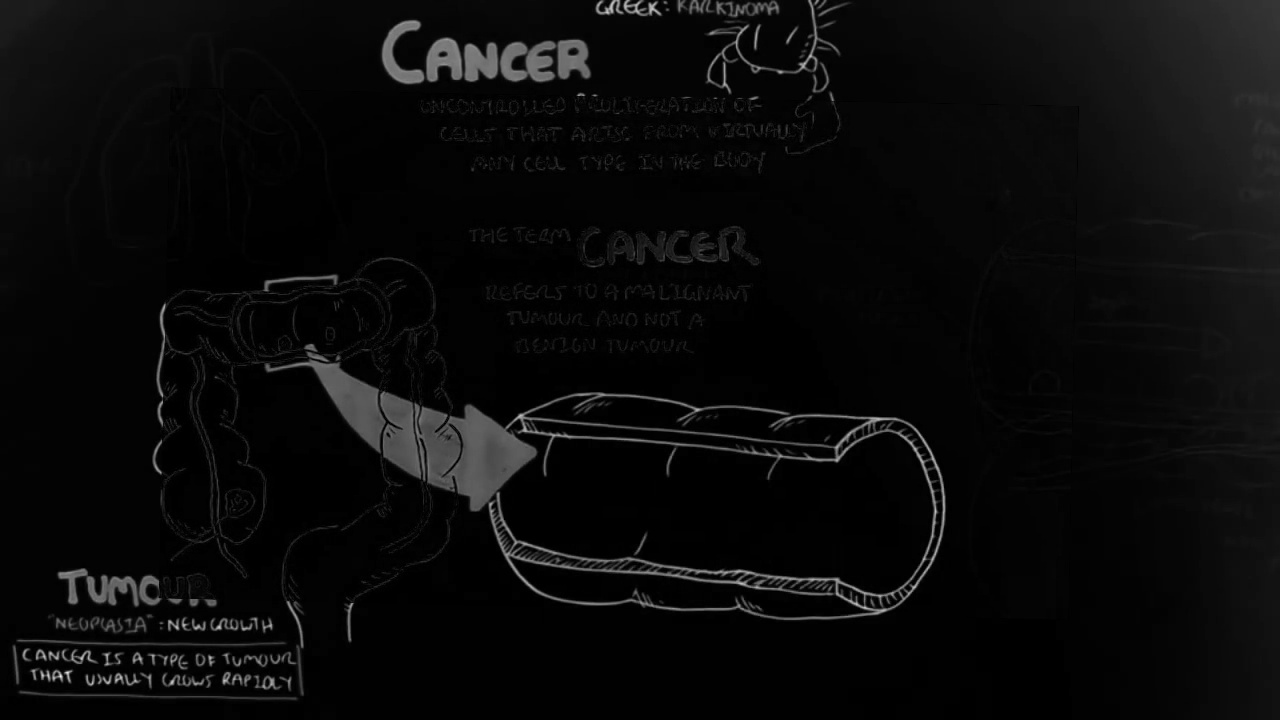 GREEK: KARKINOMA
CANCER
UNCONTROLLED PROLIFERATION OF
CELLS THAT ARISE FROM VIRTUALLY
ANY CELL TYPE IN THE BODY
THE TERM CANCER
REFERS TO A MALIGNANT
TUMOUR AND NOT A
BENIGN TUMOUR
TUMOUR
"NEOPLASIA" : NEW GROWTH
CANCER IS A TYPE OF TUMOUR
THAT USUALLY GROWS RAPIDLY